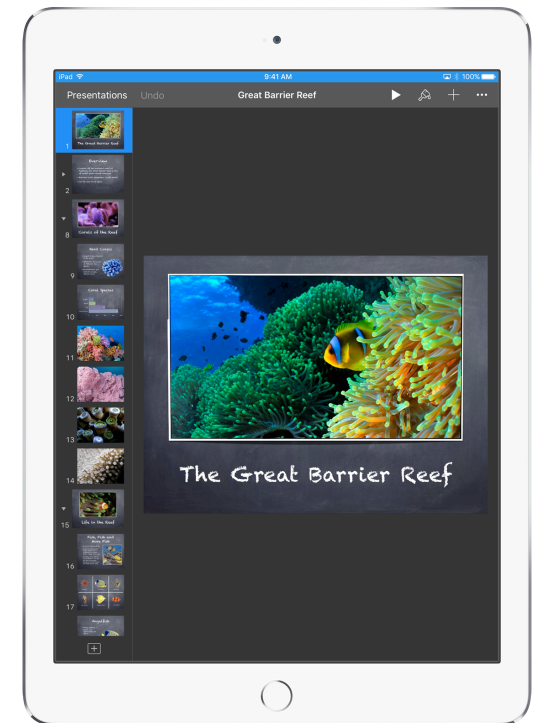 iPad
9:41 AM
100%
Presentations
Undo
Great Barrier Reef
1
The Great Barrier Reef
2
Overview
8
Corals of the Reef
9
Hard Corals
10
Coral Species
11
12
13
14
15
Life in the Reef
16
Fish, Fish and
More Fish
17
Angelfish
The Great Barrier Reef